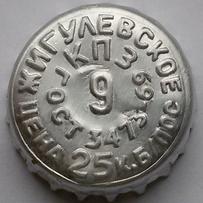 ЖИГУЛЕВСКОЕ
ЦЕНА 25 К. Б/ПОС
КПЗ
9
ГОСТ 3473-69